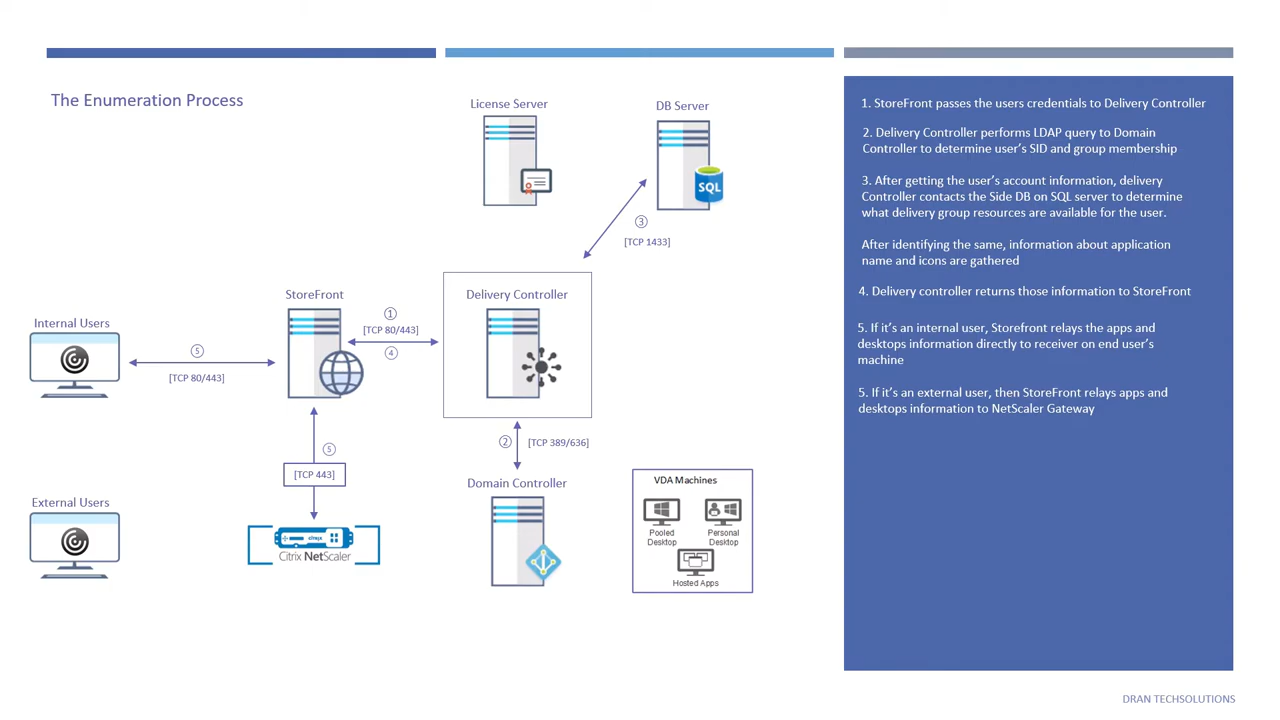 The Enumeration Process
License Server
DB Server
SQL
③
[TCP 1433]
StoreFront
Delivery Controller
①
[TCP 80/443]
④
Internal Users
⑤
[TCP 80/443]
②
[TCP 389/636]
⑤
[TCP 443]
Domain Controller
External Users
citrix
Citrix NetScaler
VDA Machines
Pooled
Desktop
Personal
Desktop
Hosted Apps
1. StoreFront passes the users credentials to Delivery Controller
2. Delivery Controller performs LDAP query to Domain
Controller to determine user's SID and group membership
3. After getting the user's account information, delivery
Controller contacts the Side DB on SQL server to determine
what delivery group resources are available for the user.
After identifying the same, information about application
name and icons are gathered
4. Delivery controller returns those information to StoreFront
5. If it's an internal user, Storefront relays the apps and
desktops information directly to receiver on end user's
machine
5. If it's an external user, then StoreFront relays apps and
desktops information to NetScaler Gateway
DRAN TECHSOLUTIONS